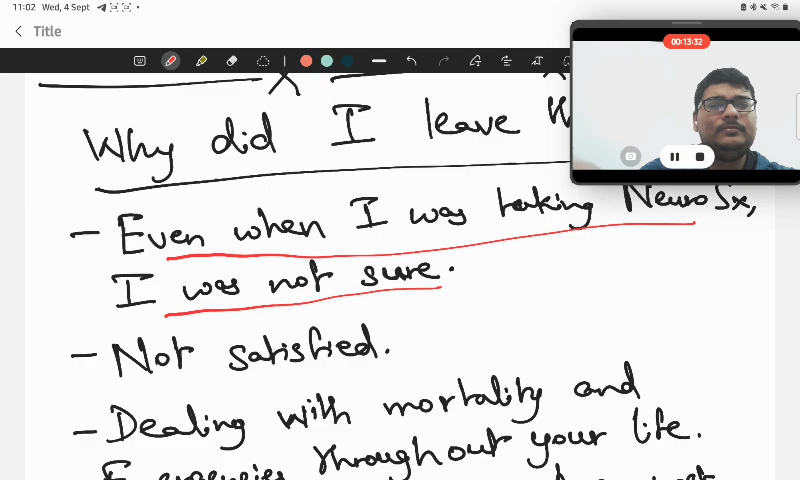 11:02 Wed, 4 Sept
Title
00:13:32
Why did I leave
- Even when I was taking NeuroSx,
I was not sure.
- Not satisfied.
- Dealing with mortality and
throughout your life.